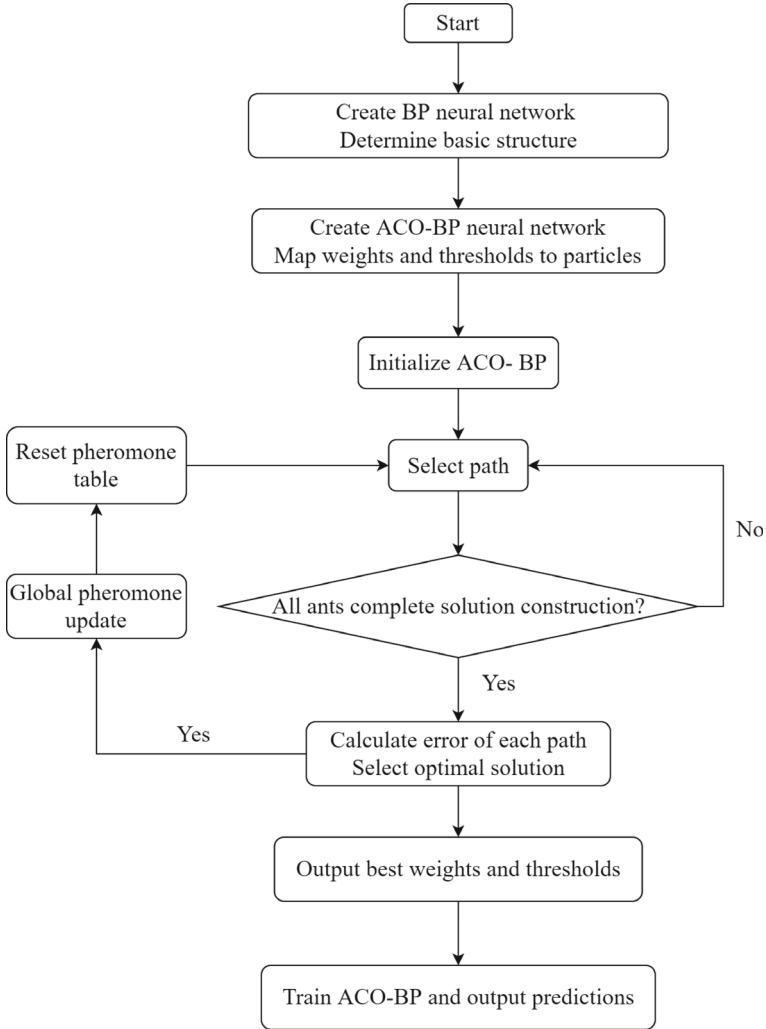 Start
Create BP neural network
Determine basic structure
Create ACO-BP neural network
Map weights and thresholds to particles
Initialize ACO- BP
Reset pheromone
table
Select path
No
Global pheromone
update
All ants complete solution construction?
Yes
Yes
Calculate error of each path
Select optimal solution
Output best weights and thresholds
Train ACO-BP and output predictions